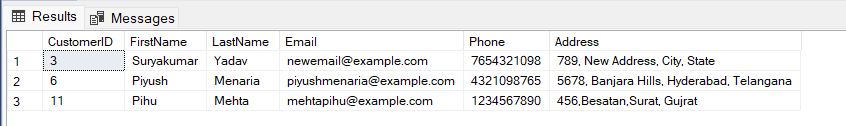 Results Messages
CustomerID FirstName LastName Email Phone Address
1 3 Suryakumar Yadav newemail@example.com 7654321098 789, New Address, City, State
2 6 Piyush Menaria piyushmenaria@example.com 4321098765 5678, Banjara Hills, Hyderabad, Telangana
3 11 Pihu Mehta mehtapihu@example.com 1234567890 456,Besatan,Surat, Gujrat